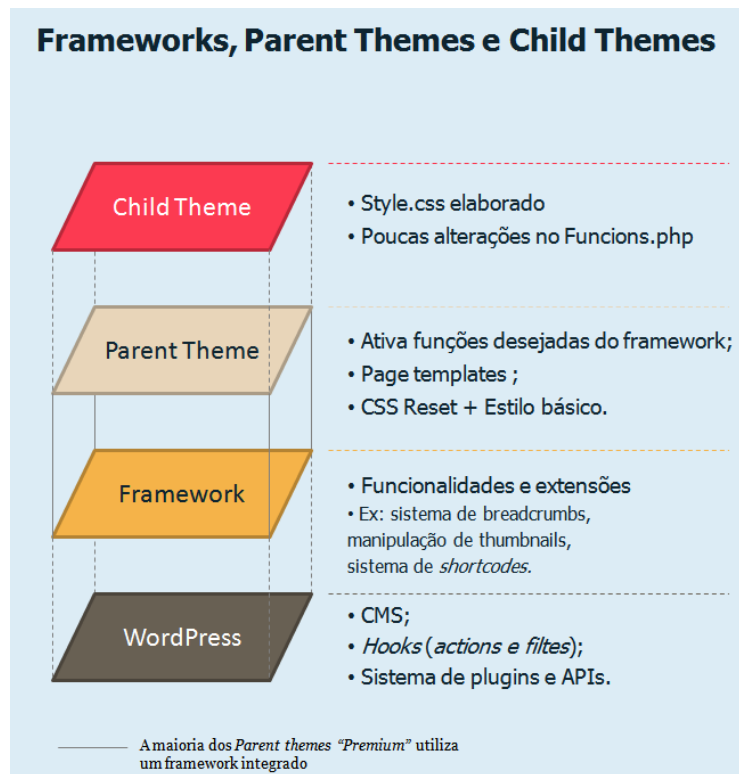 Frameworks, Parent Themes e Child Themes
Child Theme
• Style.css elaborado
• Poucas alterações no Funcions.php
Parent Theme
• Ativa funções desejadas do framework;
• Page templates ;
• CSS Reset + Estilo básico.
Framework
• Funcionalidades e extensões
• Ex: sistema de breadcrumbs,
manipulação de thumbnails,
sistema de shortcodes.
WordPress
• CMS;
• Hooks (actions e filtes);
• Sistema de plugins e APIs.
A maioria dos Parent themes “Premium” utiliza
um framework integrado